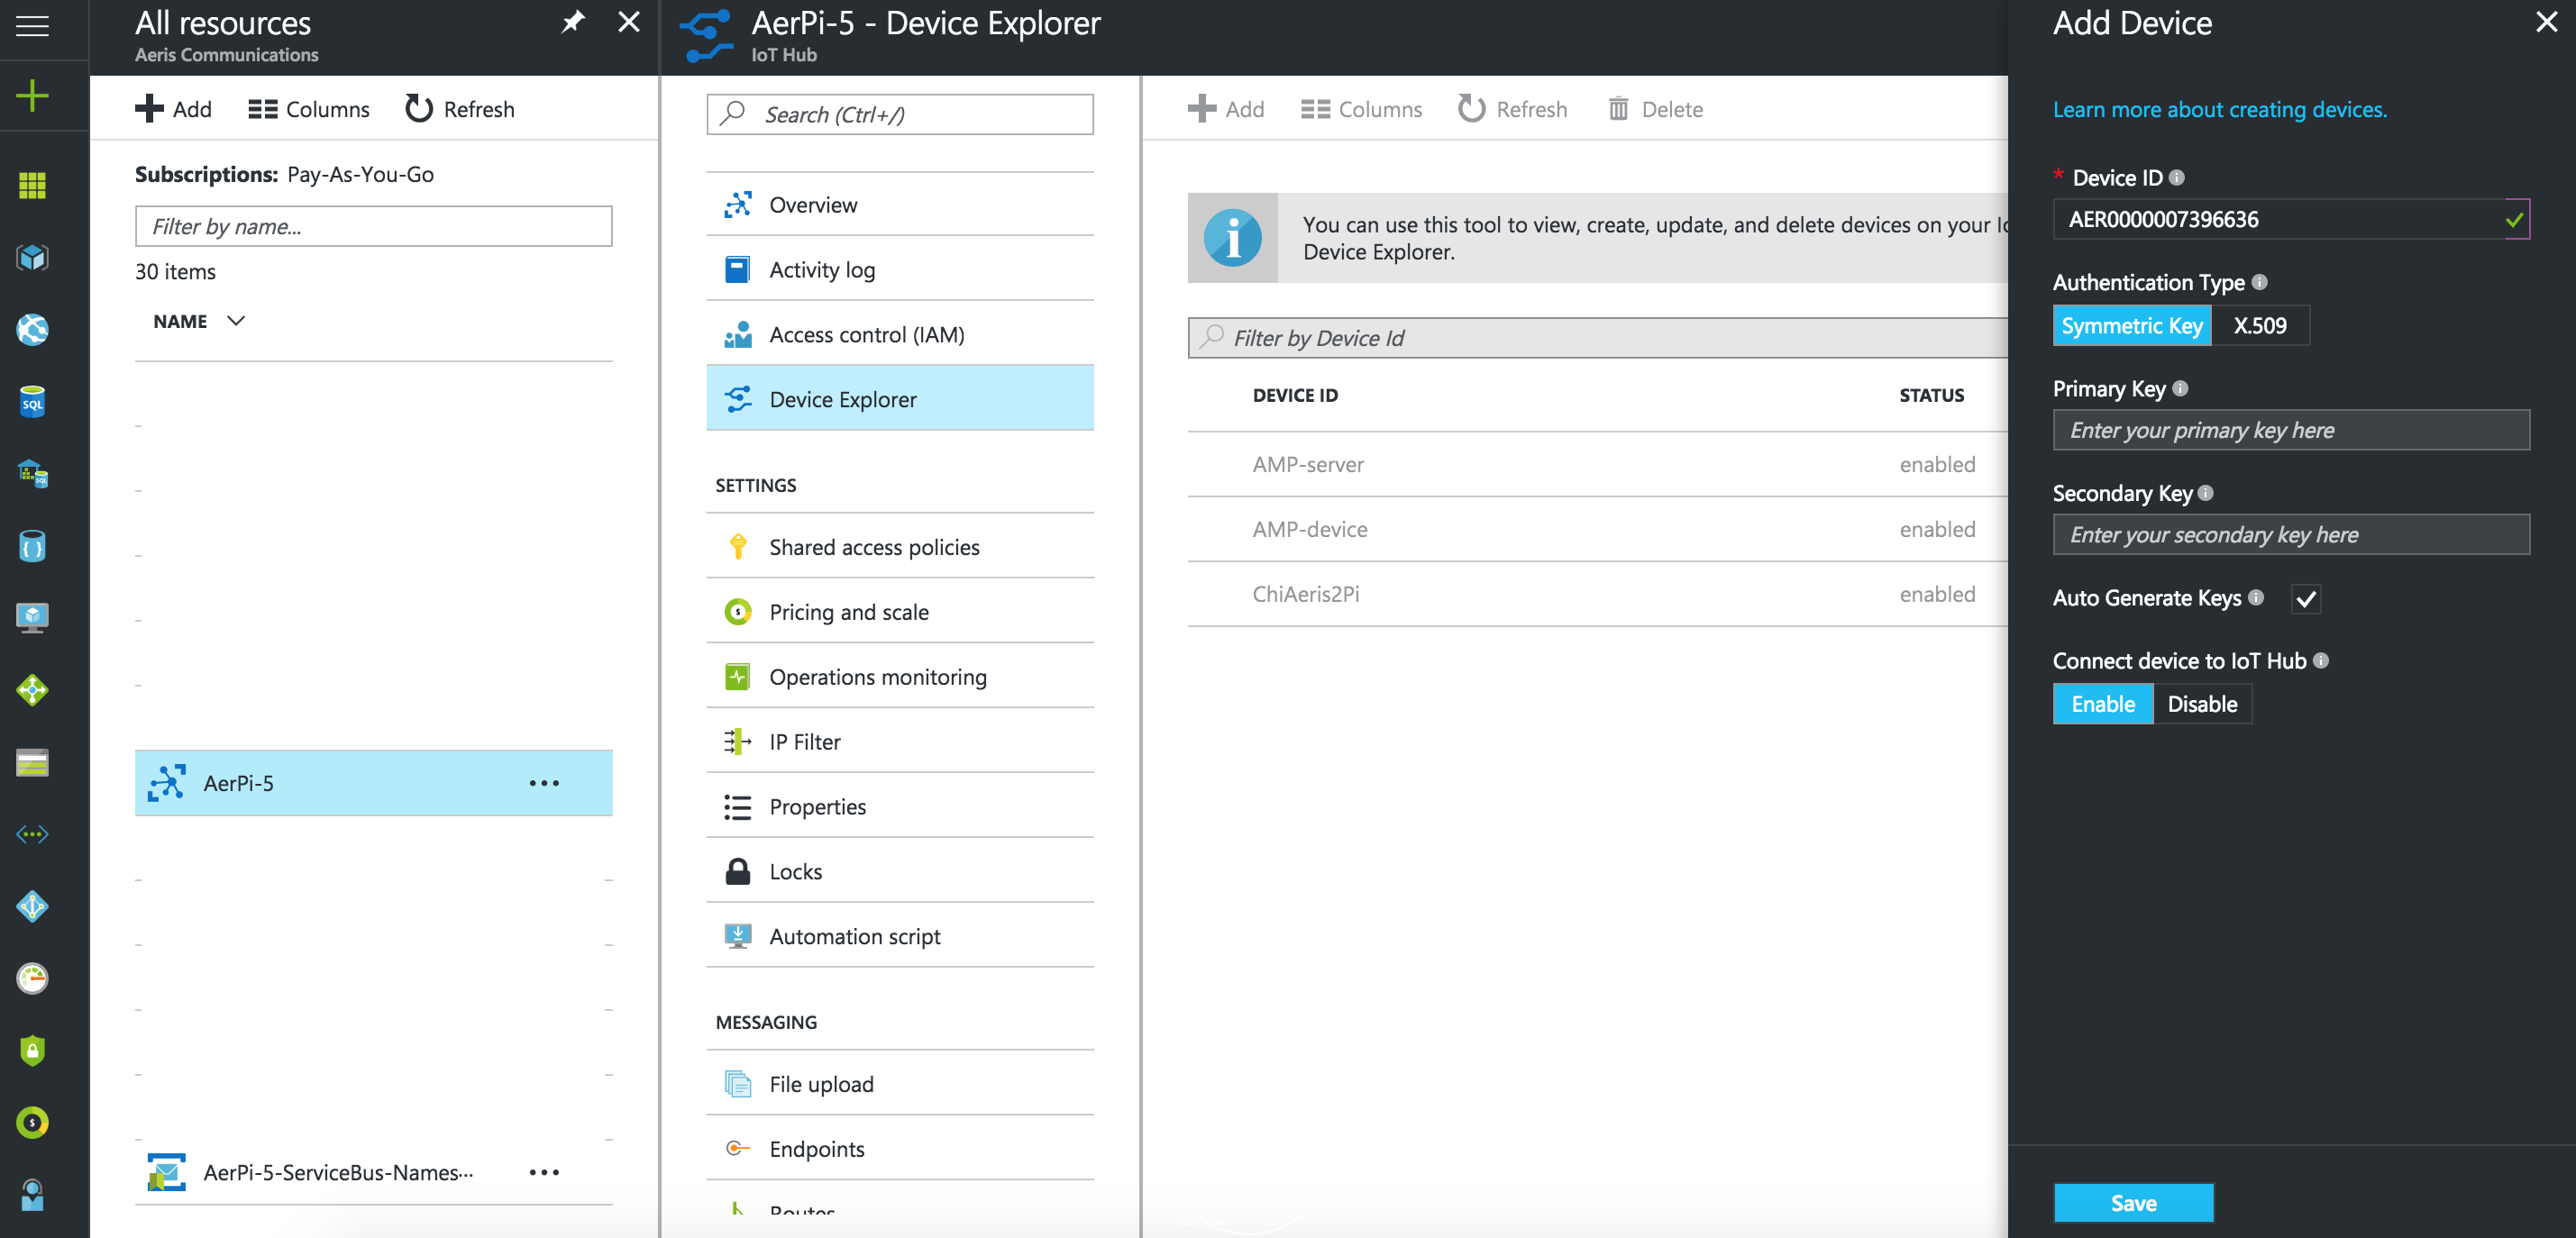 All resources
Aeris Communications
Add
Columns
Refresh
Subscriptions: Pay-As-You-Go
Filter by name...
30 items
NAME
SQL
SQL
AerPi-5
AerPi-5-ServiceBus-Names...
AerPi-5 - Device Explorer
IoT Hub
Search (Ctrl+/)
Overview
Activity log
Access control (IAM)
Device Explorer
SETTINGS
Shared access policies
Pricing and scale
Operations monitoring
IP Filter
Properties
Locks
Automation script
MESSAGING
File upload
Endpoints
Routes
Add
Columns
Refresh
Delete
You can use this tool to view, create, update, and delete devices on your Io
Device Explorer.
Filter by Device Id
DEVICE ID
STATUS
AMP-server
enabled
AMP-device
enabled
ChiAeris2Pi
enabled
Add Device
Learn more about creating devices.
* Device ID
AER0000007396636
Authentication Type
Symmetric Key
X.509
Primary Key
Enter your primary key here
Secondary Key
Enter your secondary key here
Auto Generate Keys
Connect device to IoT Hub
Enable
Disable
Save